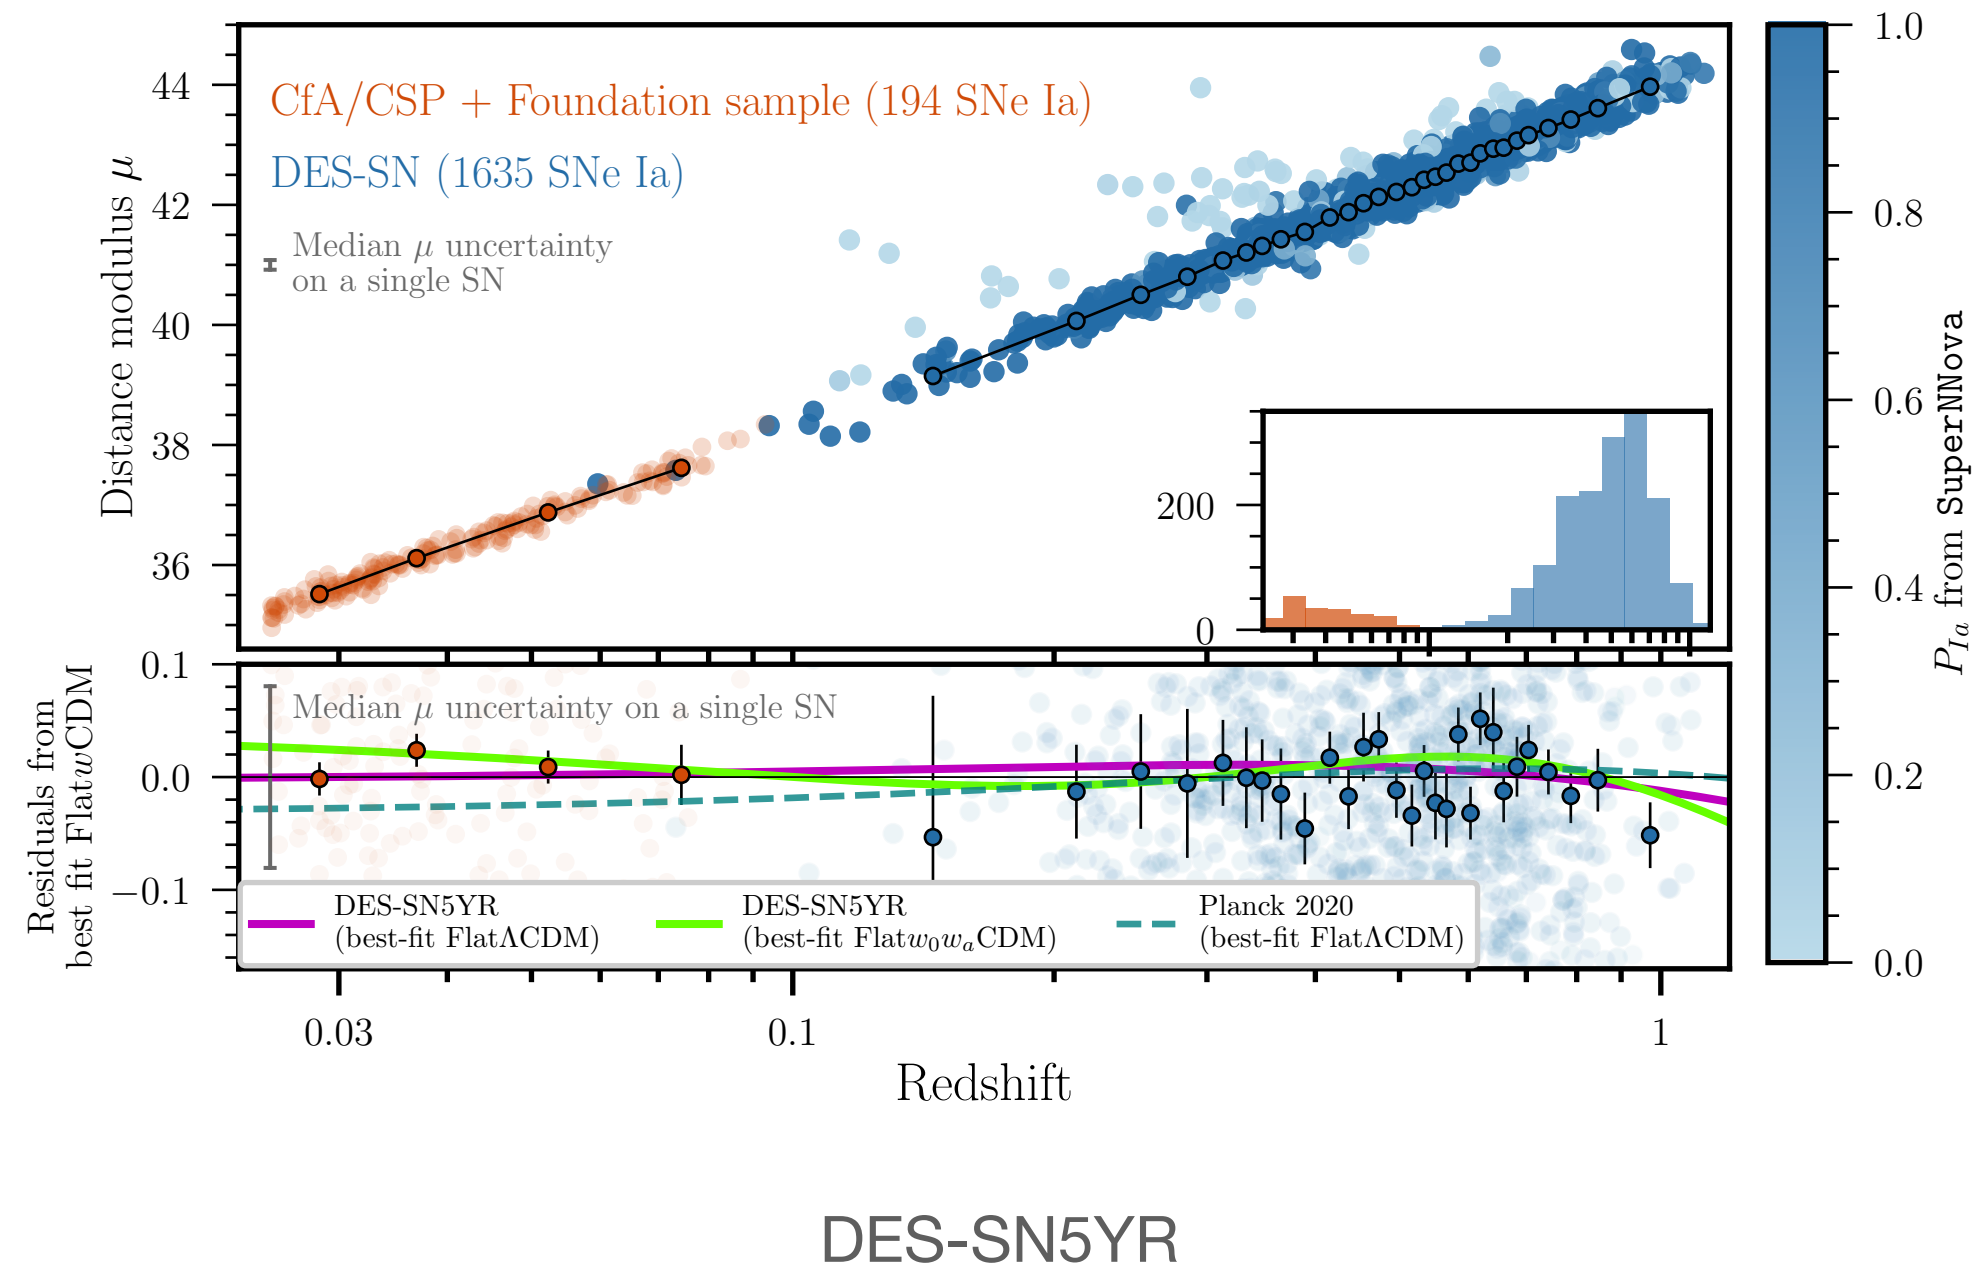 CfA/CSP + Foundation sample (194 SNe Ia)
DES-SN (1635 SNe Ia)
Median μ uncertainty
on a single SN
Distance modulus μ
44
42
40
38
36
200
0
1.0
0.8
0.6
0.4
0.2
0.0
P_{Ia} from SuperNNova
Residuals from
best fit FlatwCDM
0.1
0.0
−0.1
Median μ uncertainty on a single SN
DES-SN5YR
(best-fit FlatΛCDM)
DES-SN5YR
(best-fit Flatw₀wₐCDM)
Planck 2020
(best-fit FlatΛCDM)
0.03
0.1
1
Redshift
DES-SN5YR